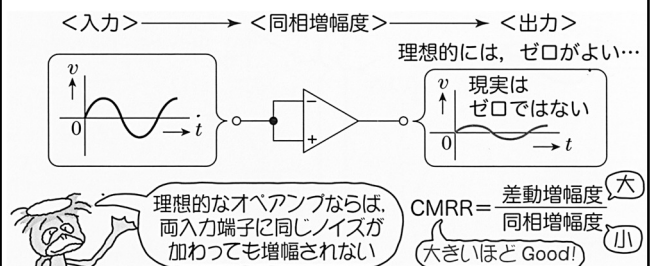 <入力>
<同相増幅度>
<出力>
理想的には，ゼロがよい…
v
0
t
−
+
v
現実は
ゼロではない
0
t
理想的なオペアンプならば，
両入力端子に同じノイズが
加わっても増幅されない
CMRR=差動増幅度
同相増幅度
大
小
大きいほどGood!